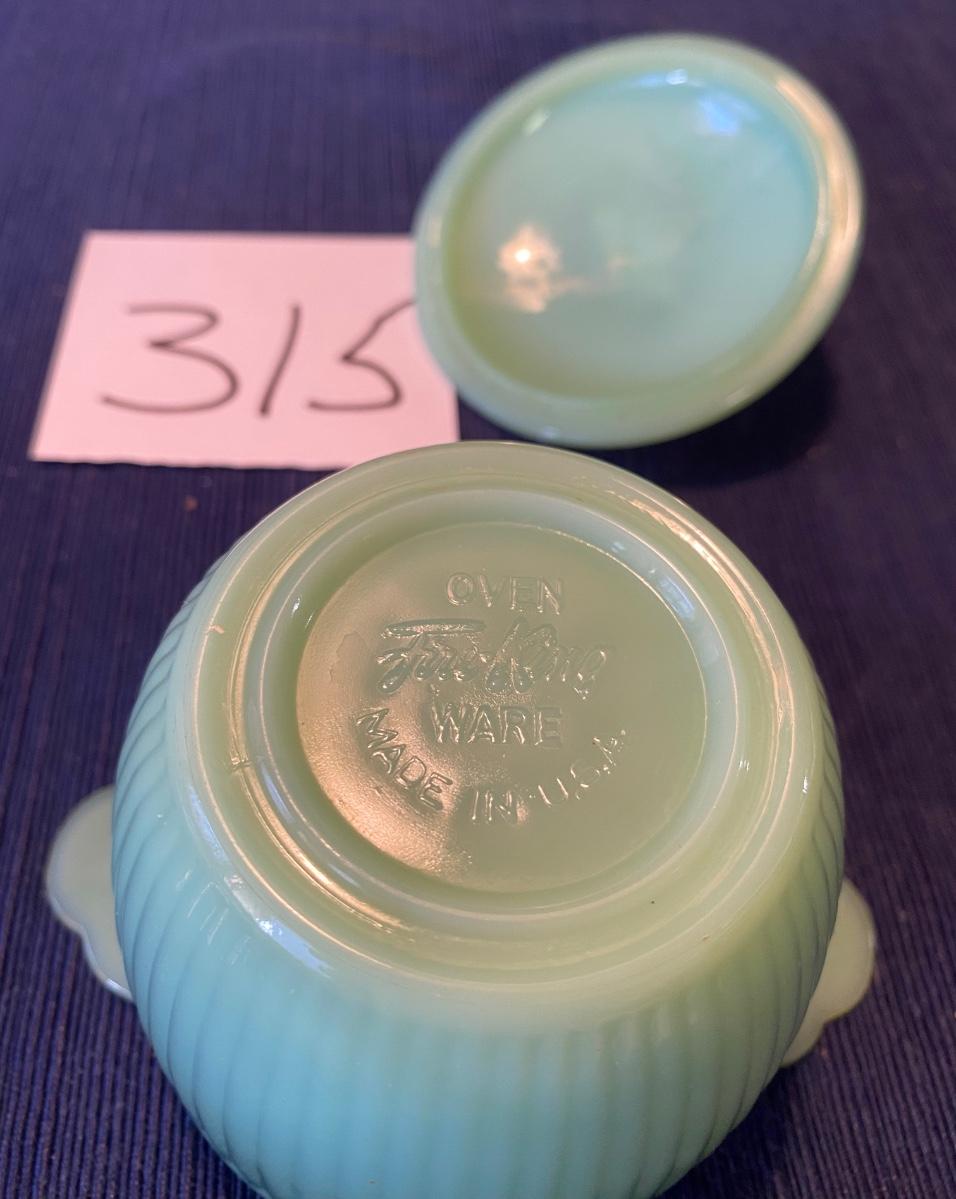 315
OVEN
Fire-King
WARE
MADE IN U.S.A.